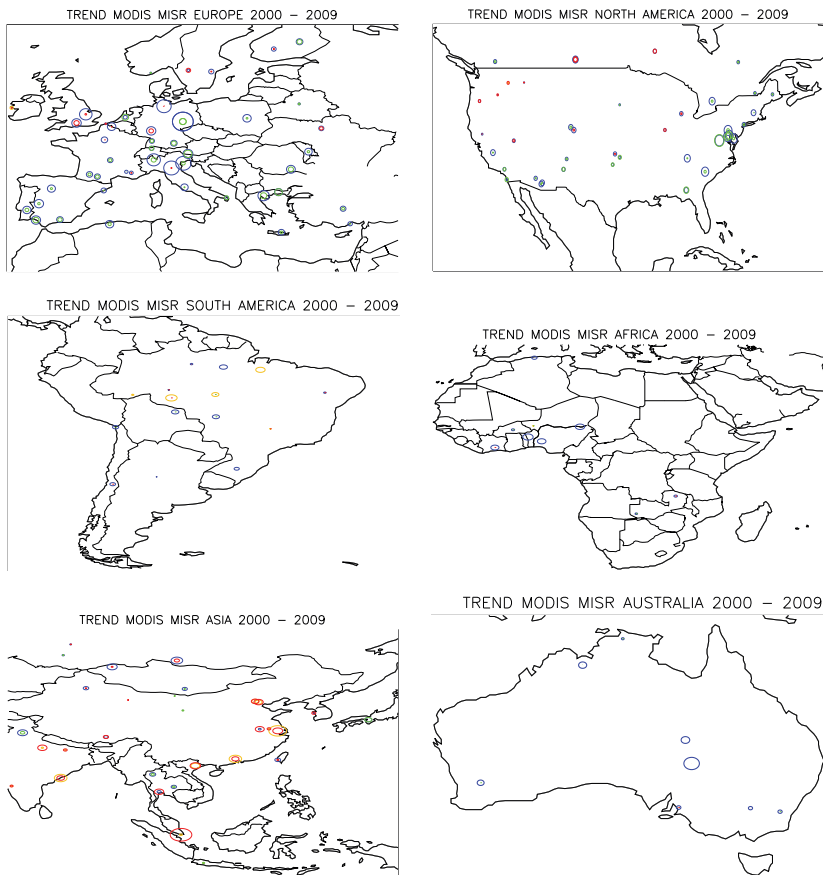 TREND MODIS MISR EUROPE 2000 – 2009
TREND MODIS MISR NORTH AMERICA 2000 – 2009
TREND MODIS MISR SOUTH AMERICA 2000 – 2009
TREND MODIS MISR AFRICA 2000 – 2009
TREND MODIS MISR ASIA 2000 – 2009
TREND MODIS MISR AUSTRALIA 2000 – 2009